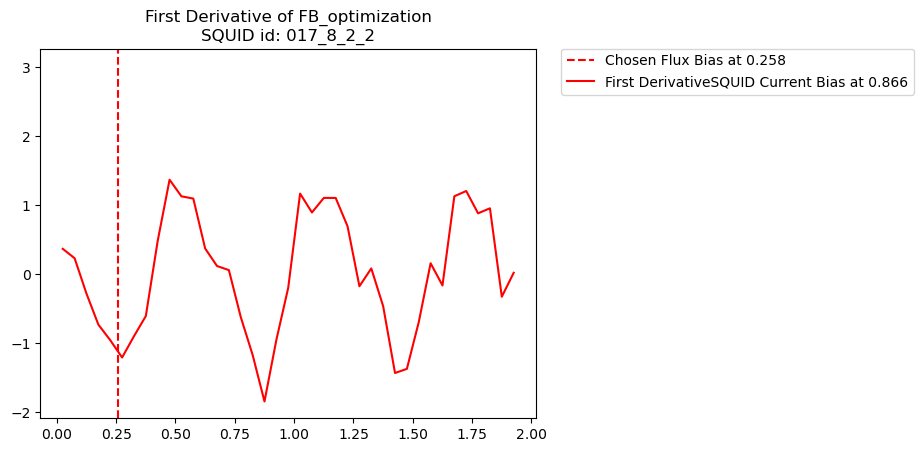 First Derivative of FB_optimization
SQUID id: 017_8_2_2
Chosen Flux Bias at 0.258
First DerivativeSQUID Current Bias at 0.866
3
2
1
0
−1
−2
0.00 0.25 0.50 0.75 1.00 1.25 1.50 1.75 2.00